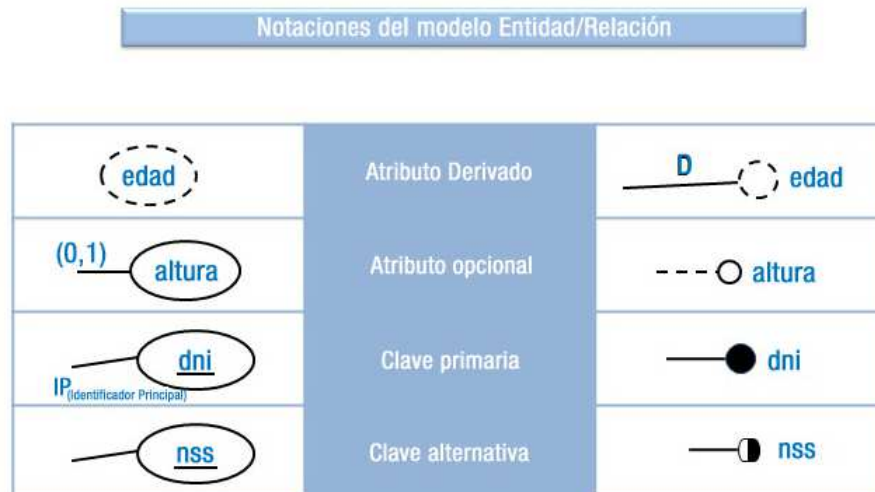 Notaciones del modelo Entidad/Relación
edad
Atributo Derivado
D
edad
(0,1)
altura
Atributo opcional
altura
dni
IP(Identificador Principal)
Clave primaria
dni
nss
Clave alternativa
nss